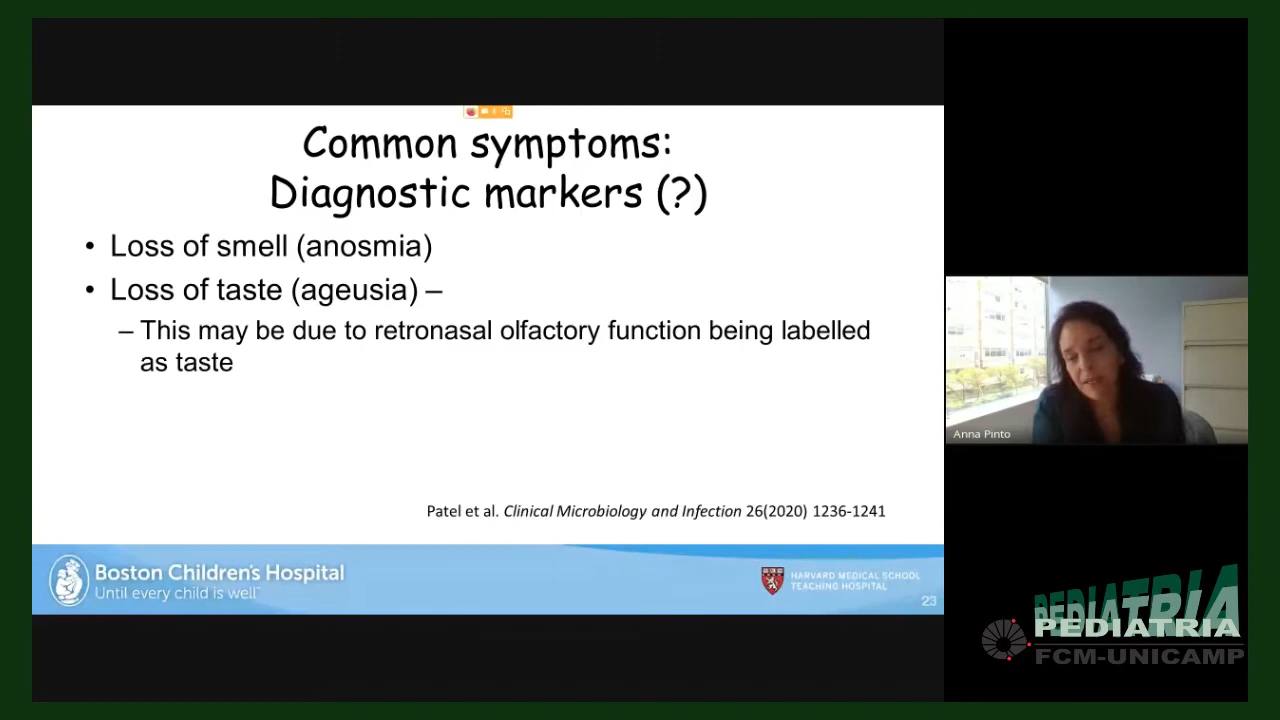 Common symptoms:
Diagnostic markers (?)
• Loss of smell (anosmia)
• Loss of taste (ageusia) –
– This may be due to retronasal olfactory function being labelled
as taste
Patel et al. Clinical Microbiology and Infection 26(2020) 1236-1241
Boston Children's Hospital
Until every child is well™
HARVARD MEDICAL SCHOOL
TEACHING HOSPITAL
23
Anna Pinto
PEDIATRIA
PEDIATRIA
FCM-UNICAMP